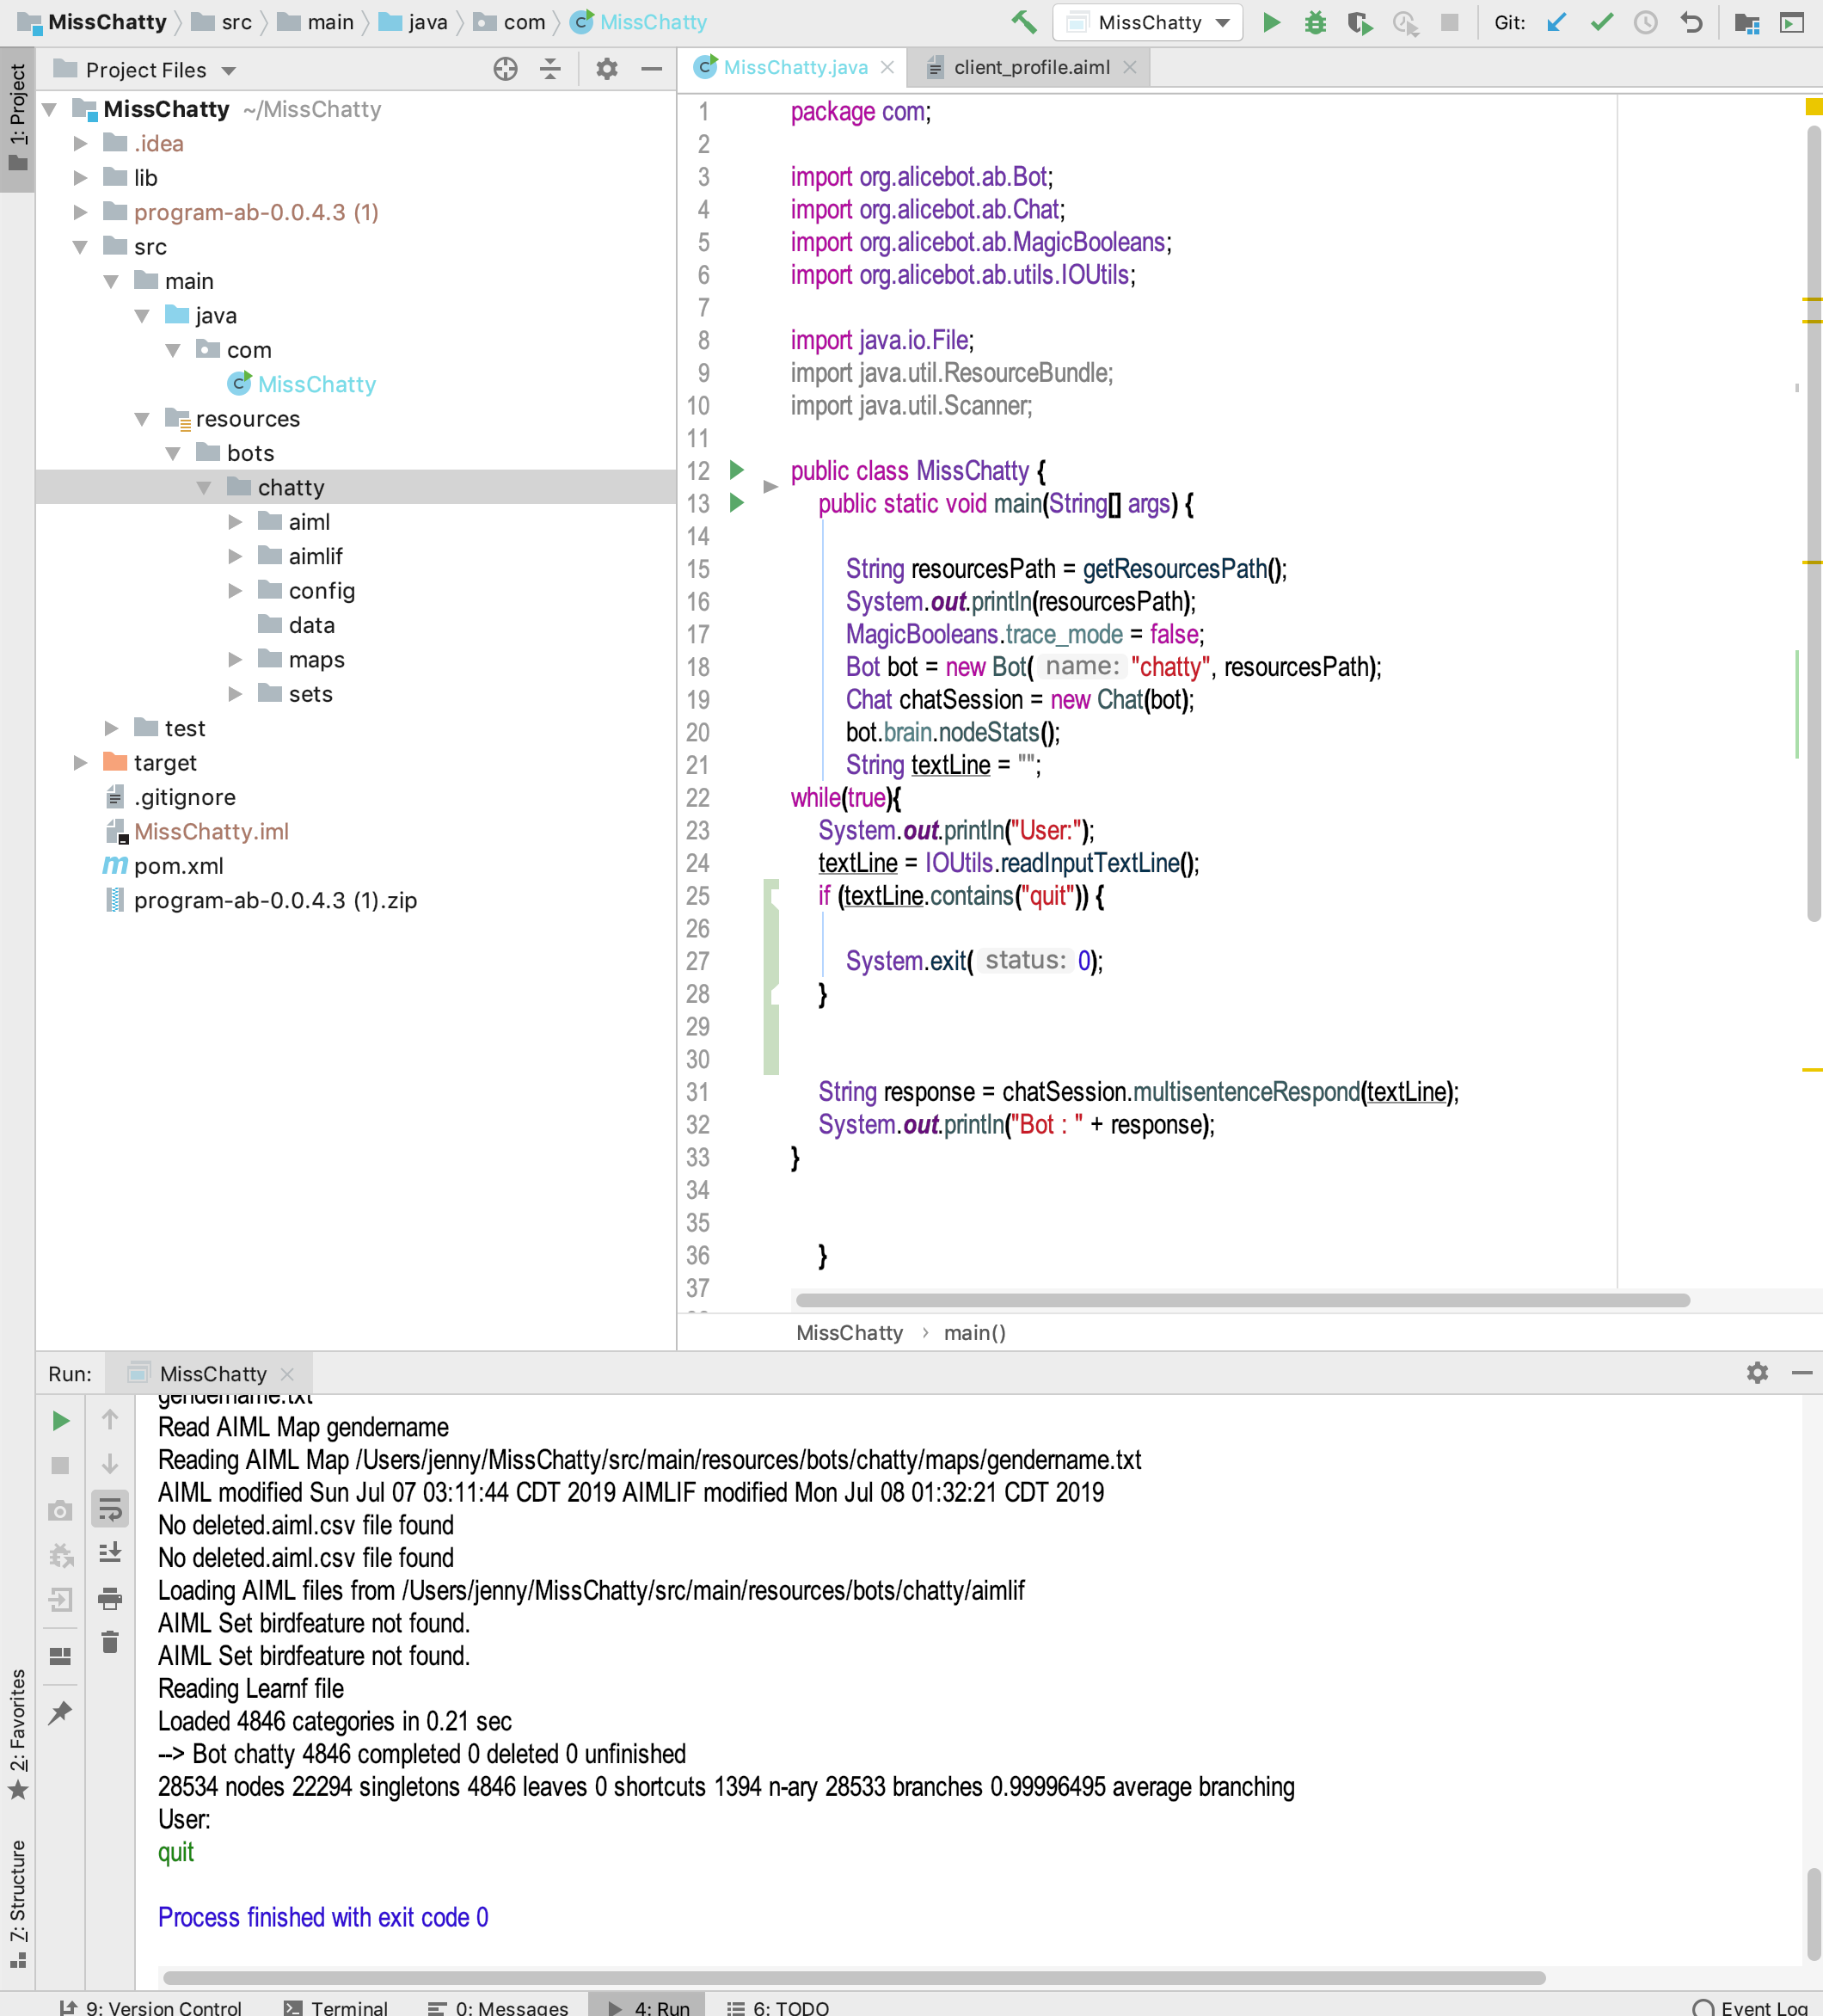 MissChatty src main java com MissChatty MissChatty Git:
1: Project
Project Files
MissChatty ~/MissChatty
.idea
lib
program-ab-0.0.4.3 (1)
src
main
java
com
MissChatty
resources
bots
chatty
aiml
aimlif
config
data
maps
sets
test
target
.gitignore
MissChatty.iml
pom.xml
program-ab-0.0.4.3 (1).zip
MissChatty.java client_profile.aiml
1 package com;
2
3 import org.alicebot.ab.Bot;
4 import org.alicebot.ab.Chat;
5 import org.alicebot.ab.MagicBooleans;
6 import org.alicebot.ab.utils.IOUtils;
7
8 import java.io.File;
9 import java.util.ResourceBundle;
10 import java.util.Scanner;
11
12 public class MissChatty {
13 public static void main(String[] args) {
14
15 String resourcesPath = getResourcesPath();
16 System.out.println(resourcesPath);
17 MagicBooleans.trace_mode = false;
18 Bot bot = new Bot( name: "chatty", resourcesPath);
19 Chat chatSession = new Chat(bot);
20 bot.brain.nodeStats();
21 String textLine = "";
22 while(true){
23 System.out.println("User:");
24 textLine = IOUtils.readInputTextLine();
25 if (textLine.contains("quit")) {
26
27 System.exit( status: 0);
28 }
29
30
31 String response = chatSession.multisentenceRespond(textLine);
32 System.out.println("Bot : " + response);
33 }
34
35
36 }
37
MissChatty › main()
Run: MissChatty
gendername.txt
Read AIML Map gendername
Reading AIML Map /Users/jenny/MissChatty/src/main/resources/bots/chatty/maps/gendername.txt
AIML modified Sun Jul 07 03:11:44 CDT 2019 AIMLIF modified Mon Jul 08 01:32:21 CDT 2019
No deleted.aiml.csv file found
No deleted.aiml.csv file found
Loading AIML files from /Users/jenny/MissChatty/src/main/resources/bots/chatty/aimlif
AIML Set birdfeature not found.
AIML Set birdfeature not found.
Reading Learnf file
Loaded 4846 categories in 0.21 sec
--> Bot chatty 4846 completed 0 deleted 0 unfinished
28534 nodes 22294 singletons 4846 leaves 0 shortcuts 1394 n-ary 28533 branches 0.99996495 average branching
User:
quit
Process finished with exit code 0
2: Favorites
7: Structure
9: Version Control Terminal 0: Messages 4: Run 6: TODO Event Log